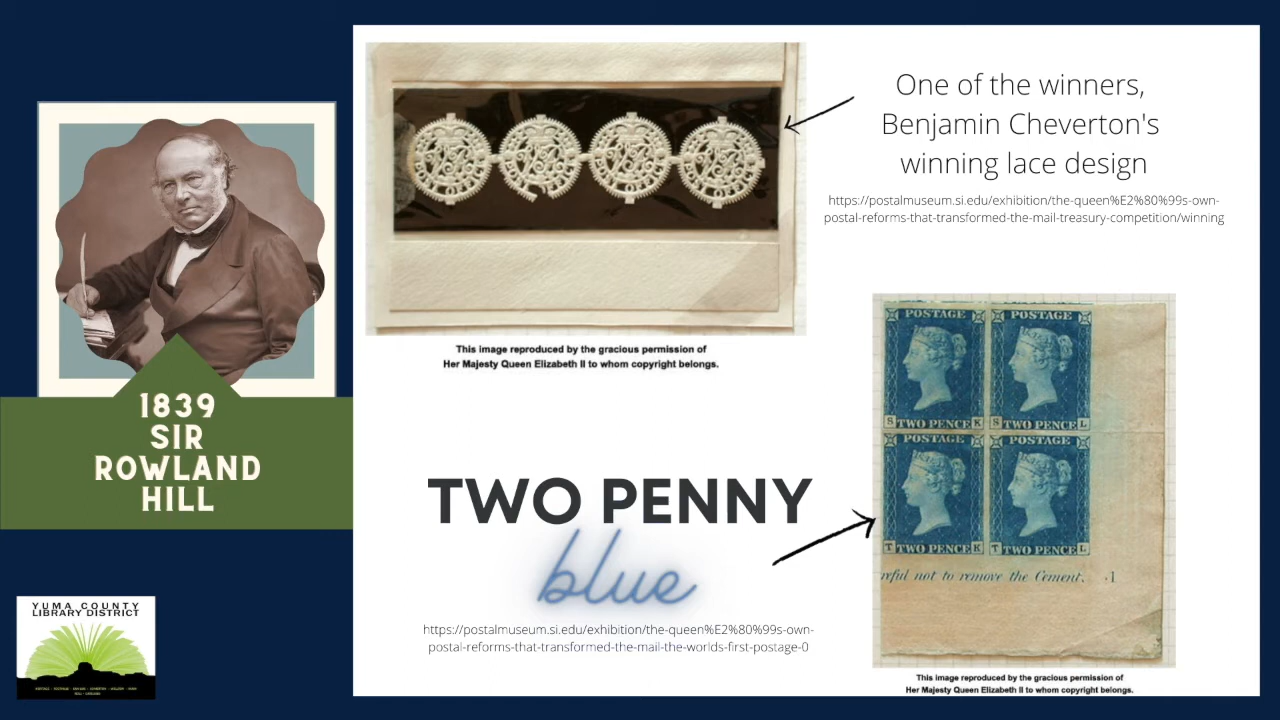 1839
SIR
ROWLAND
HILL
YUMA COUNTY
LIBRARY DISTRICT
One of the winners,
Benjamin Cheverton's
winning lace design
https://postalmuseum.si.edu/exhibition/the-queen%E2%80%99s-own-
postal-reforms-that-transformed-the-mail-treasury-competition/winning
This image reproduced by the gracious permission of
Her Majesty Queen Elizabeth II to whom copyright belongs.
TWO PENNY
blue
https://postalmuseum.si.edu/exhibition/the-queen%E2%80%99s-own-
postal-reforms-that-transformed-the-mail-the-worlds-first-postage-0
POSTAGE POSTAGE
S TWO PENCE K S TWO PENCE L
POSTAGE POSTAGE
T TWO PENCE K T TWO PENCE L
reful not to remove the Cement. 1
This image reproduced by the gracious permission of
Her Majesty Queen Elizabeth II to whom copyright belongs.